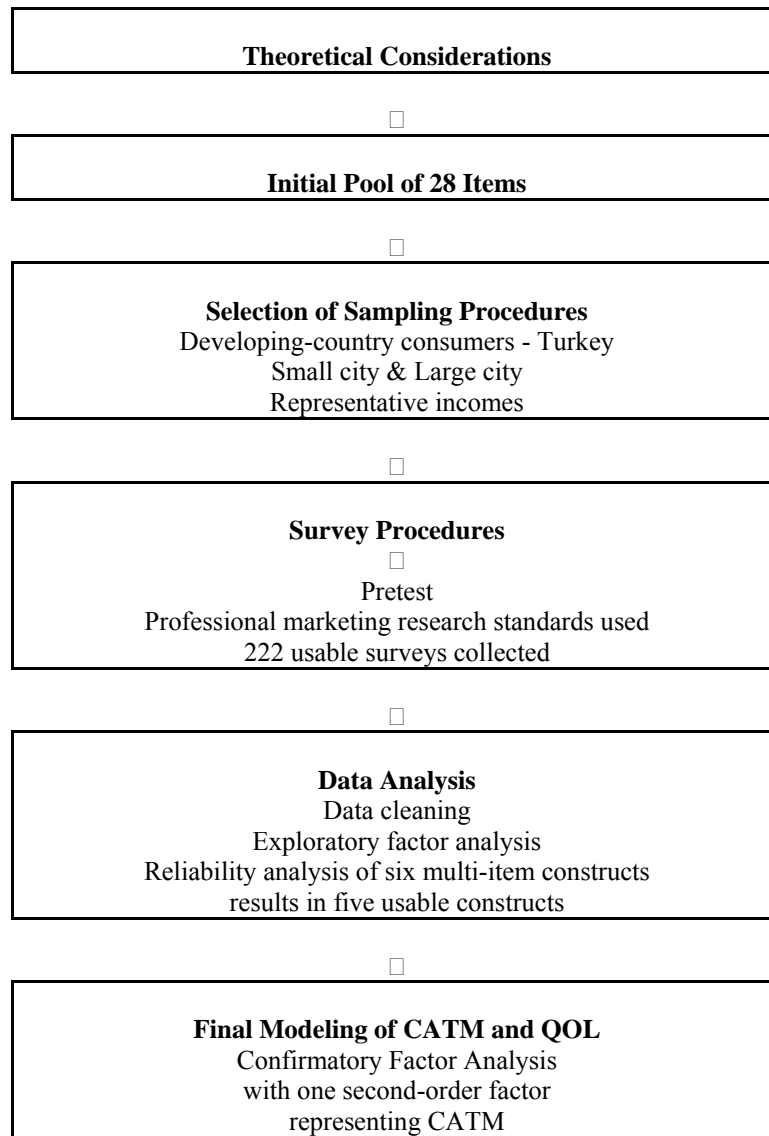 Theoretical Considerations
Initial Pool of 28 Items
Selection of Sampling Procedures
Developing-country consumers - Turkey
Small city & Large city
Representative incomes
Survey Procedures
Pretest
Professional marketing research standards used
222 usable surveys collected
Data Analysis
Data cleaning
Exploratory factor analysis
Reliability analysis of six multi-item constructs
results in five usable constructs
Final Modeling of CATM and QOL
Confirmatory Factor Analysis
with one second-order factor
representing CATM